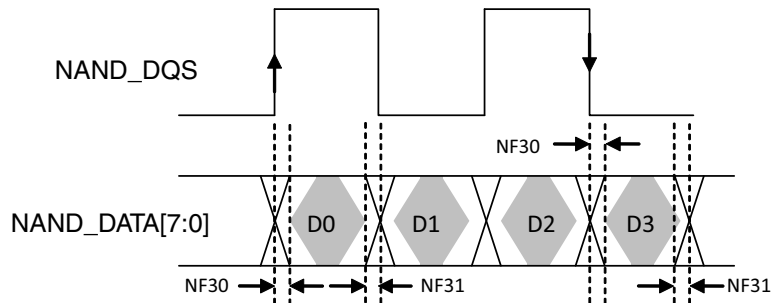 NAND_DQS
NF30
NAND_DATA[7:0] D0 D1 D2 D3
NF30 NF31 NF31